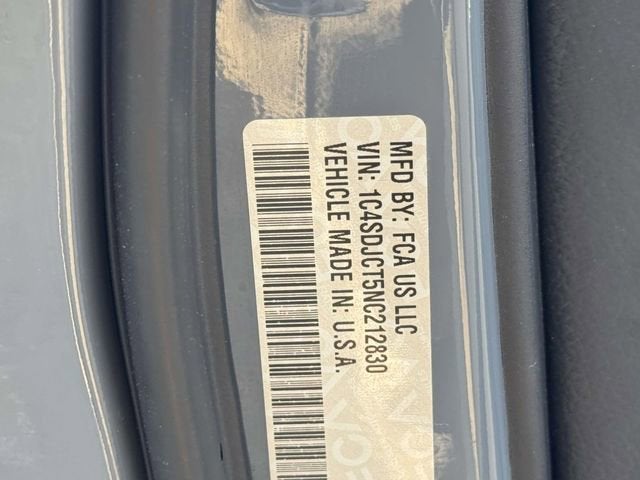 MFD BY: FCA US LLC
VIN: 1C4SDJCT5NC212830
VEHICLE MADE IN: U.S.A.